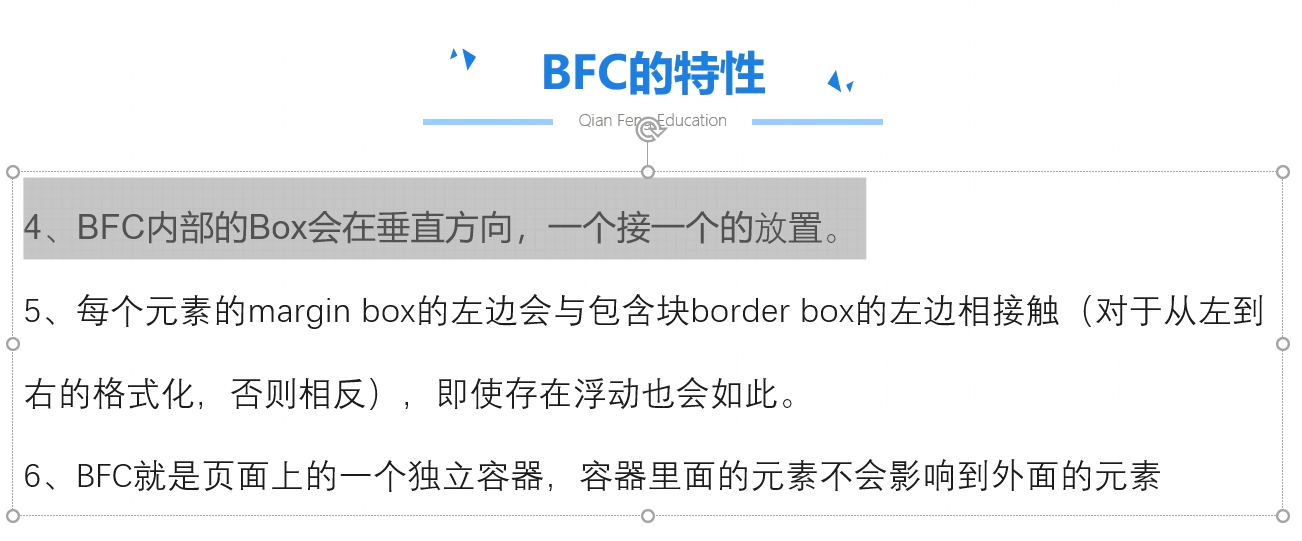 BFC的特性
Qian Feng Education
4、BFC内部的Box会在垂直方向，一个接一个的放置。
5、每个元素的margin box的左边会与包含块border box的左边相接触（对于从左到
右的格式化，否则相反），即使存在浮动也会如此。
6、BFC就是页面上的一个独立容器，容器里面的元素不会影响到外面的元素